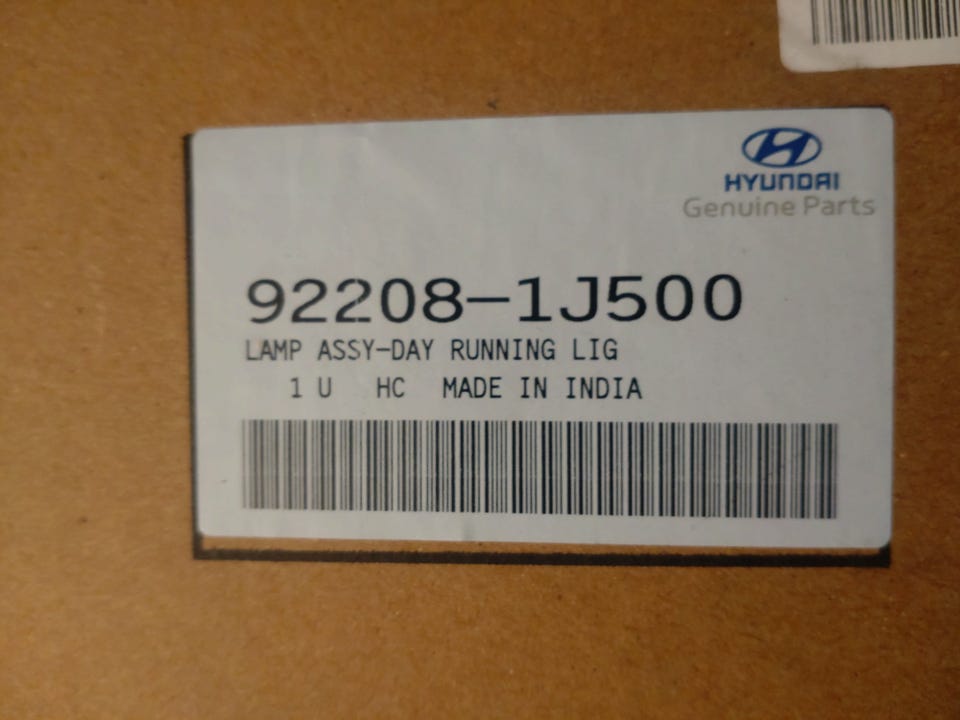 HYUNDAI
Genuine Parts
92208-1J500
LAMP ASSY-DAY RUNNING LIG
1 U HC MADE IN INDIA